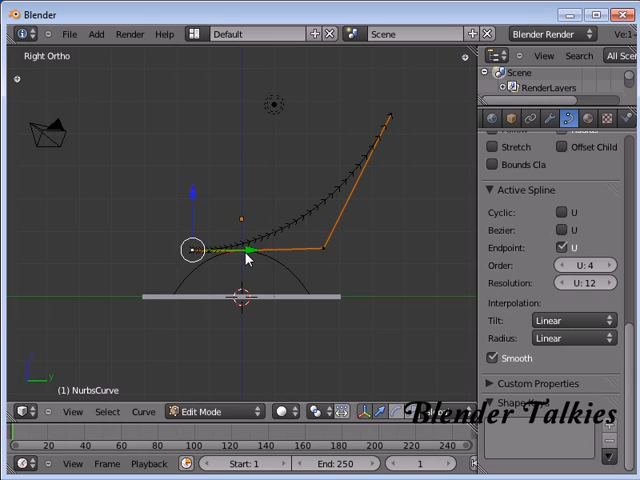 Blender
File Add Render Help Default Scene Blender Render Ve:1-
Right Ortho
View Search All Scen
Scene
RenderLayers
Stretch Offset Child
Bounds Cla
Active Spline
Cyclic: U
Bezier: U
Endpoint: U
Order: U: 4
Resolution: U: 12
Interpolation:
Tilt: Linear
Radius: Linear
Smooth
Custom Properties
z
y
(1) NurbsCurve
View Select Curve Edit Mode
Blender Talkies
20 40 60 80 100 120 140 160 180 200 220 240
View Frame Playback Start: 1 End: 250 1